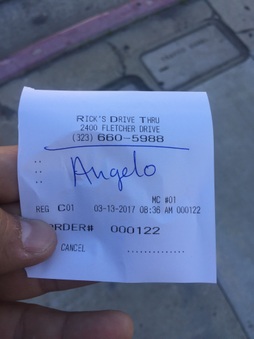 RICK'S DRIVE THRU
2400 FLETCHER DRIVE
(323) 660-5988
Angelo
MC #01
REG C01 03-13-2017 08:36 AM 000122
ORDER# 000122
CANCEL